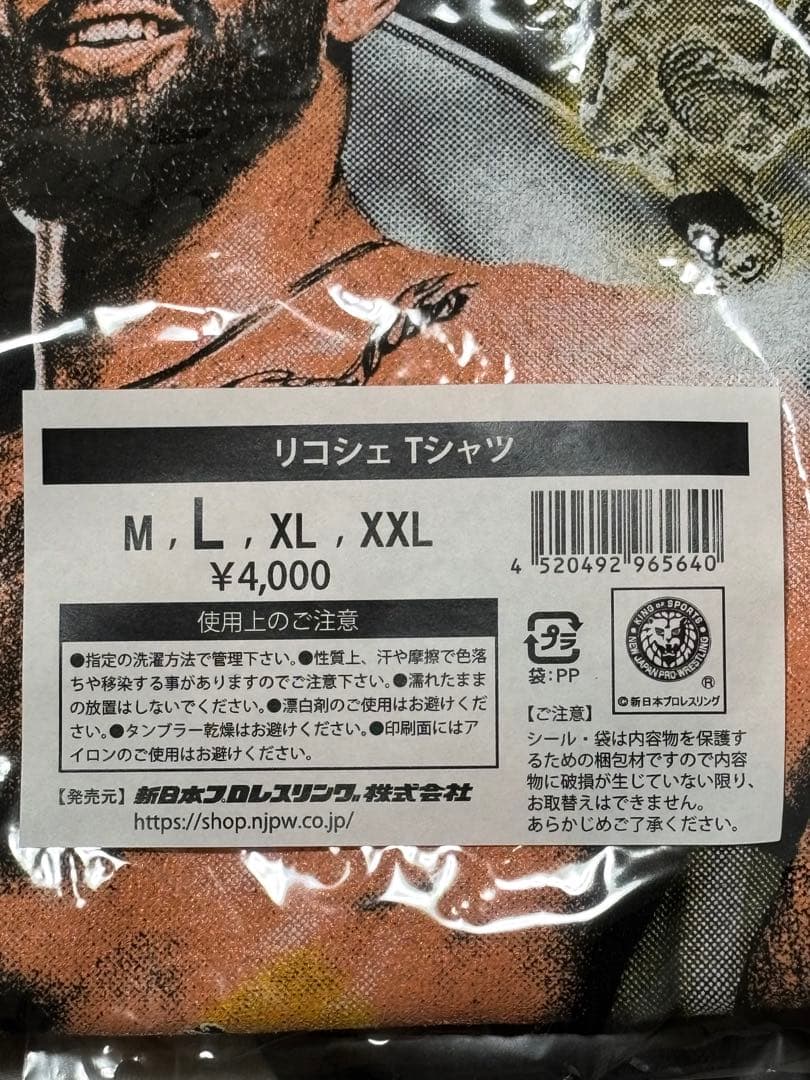 リコシェ Tシャツ
M , L , XL , XXL
¥4,000
4 520492 965640
使用上のご注意
●指定の洗濯方法で管理下さい。●性質上、汗や摩擦で色落
ちや移染する事がありますのでご注意下さい。●濡れたまま
の放置はしないでください。●漂白剤のご使用はお避けくだ
さい。●タンブラー乾燥はお避けください。●印刷面にはア
イロンのご使用はお避けください。
【発売元】新日本プロレスリング株式会社
https://shop.njpw.co.jp/
プラ
袋:PP
KING OF SPORTS
NEW JAPAN PRO-WRESTLING
®
©新日本プロレスリング
【ご注意】
シール・袋は内容物を保護す
るための梱包材ですので内容
物に破損が生じていない限り、
お取替えはできません。
あらかじめご了承ください。